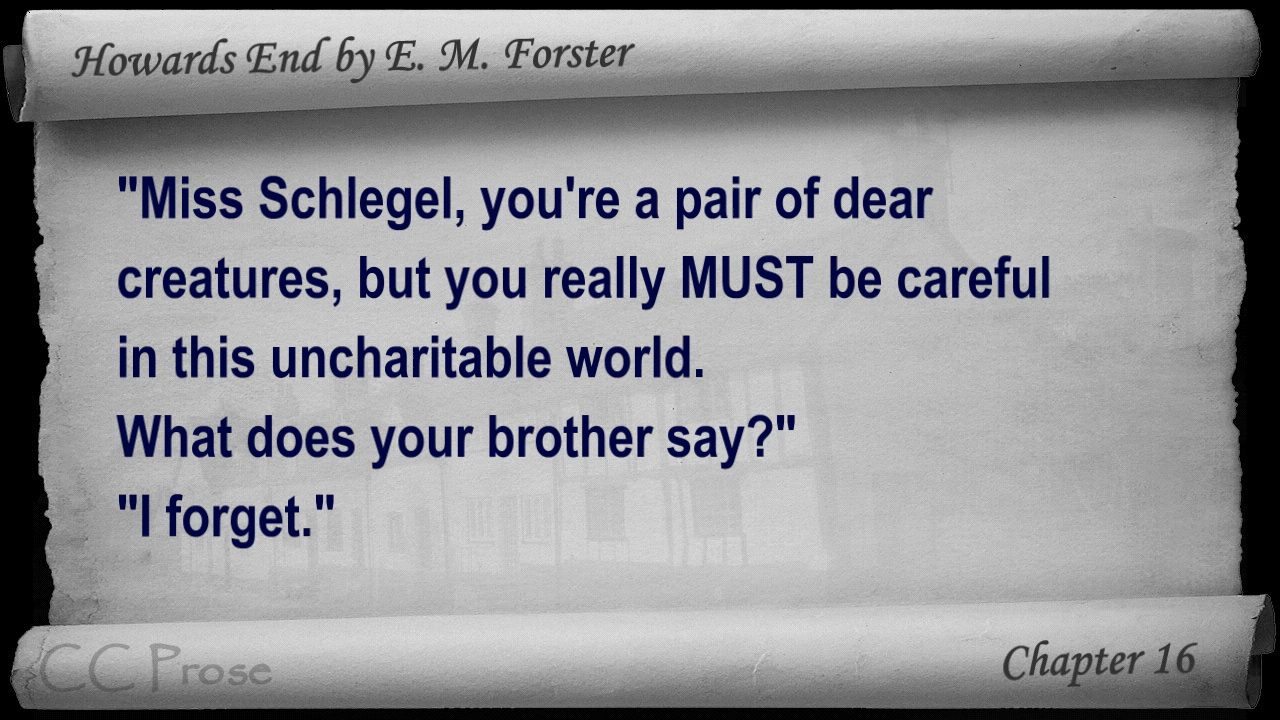 Howards End by E. M. Forster
"Miss Schlegel, you're a pair of dear
creatures, but you really MUST be careful
in this uncharitable world.
What does your brother say?"
"I forget."
CC Prose
Chapter 16